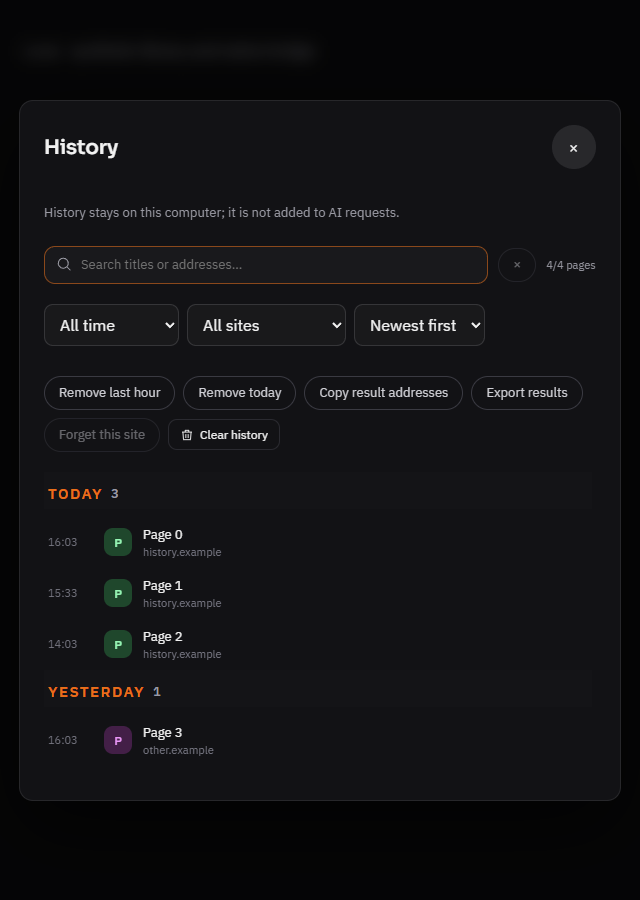 History
×
History stays on this computer; it is not added to AI requests.
Search titles or addresses...
×
4/4 pages
All time
All sites
Newest first
Remove last hour
Remove today
Copy result addresses
Export results
Forget this site
Clear history
TODAY 3
16:03
P
Page 0
history.example
15:33
P
Page 1
history.example
14:03
P
Page 2
history.example
YESTERDAY 1
16:03
P
Page 3
other.example